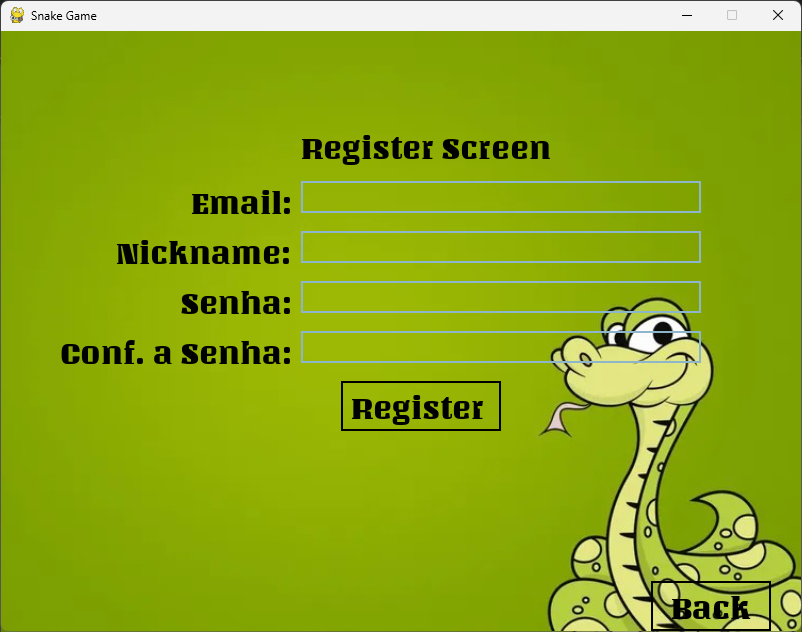 Snake Game
Register Screen
Email:
Nickname:
Senha:
Conf. a Senha:
Register
Back